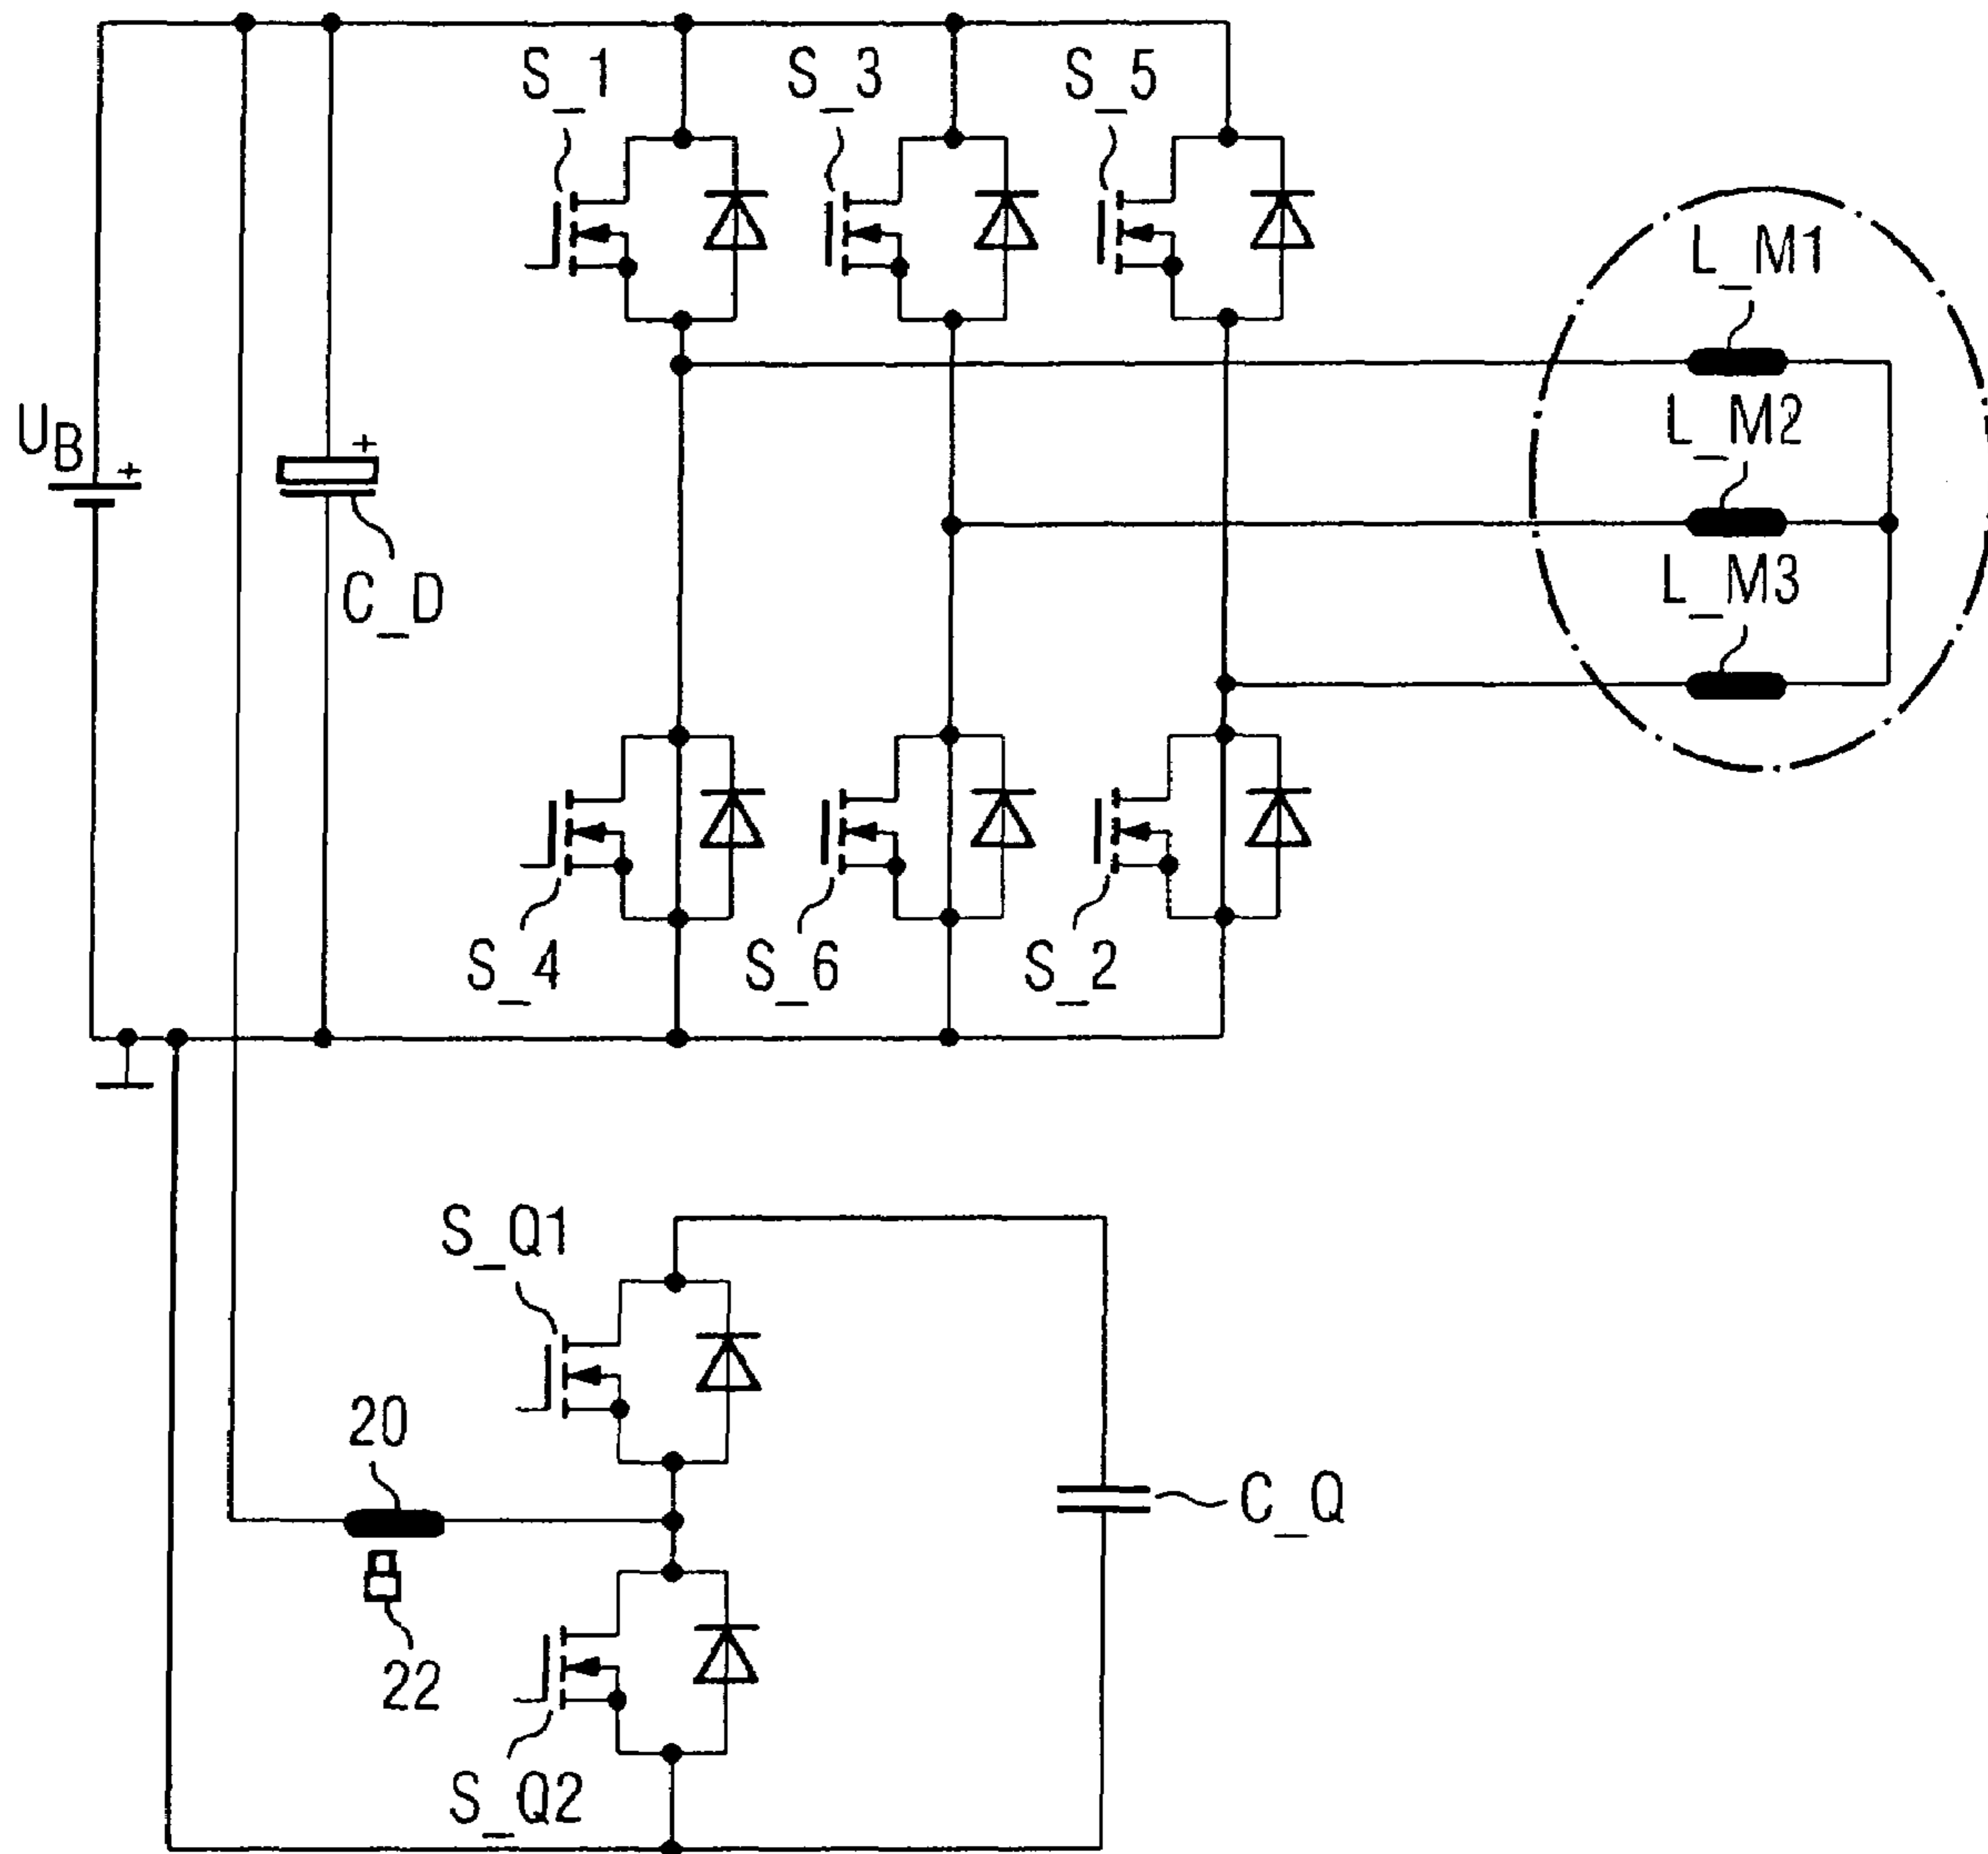 S_1
S_3
S_5
L_M1
L_M2
U_B +
+
C_D
L_M3
S_4
S_6
S_2
S_Q1
20
C_Q
22
S_Q2